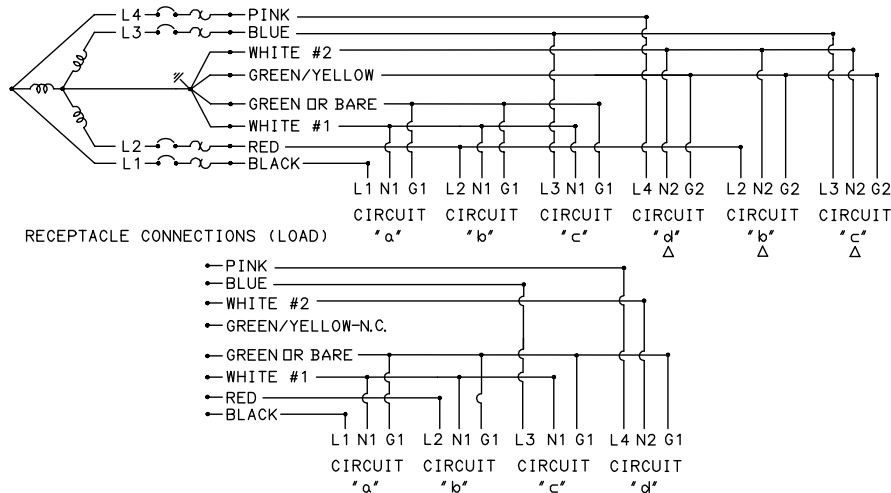 L4 PINK
L3 BLUE
WHITE #2
GREEN/YELLOW
GREEN OR BARE
WHITE #1
L2 RED
L1 BLACK
L1 N1 G1 L2 N1 G1 L3 N1 G1 L4 N2 G2 L2 N2 G2 L3 N2 G2
CIRCUIT CIRCUIT CIRCUIT CIRCUIT CIRCUIT CIRCUIT
"a" "b" "c" "d" "b" "c"
Δ Δ Δ
RECEPTACLE CONNECTIONS (LOAD)
PINK
BLUE
WHITE #2
GREEN/YELLOW-N.C.
GREEN OR BARE
WHITE #1
RED
BLACK
L1 N1 G1 L2 N1 G1 L3 N1 G1 L4 N2 G1
CIRCUIT CIRCUIT CIRCUIT CIRCUIT
"a" "b" "c" "d"